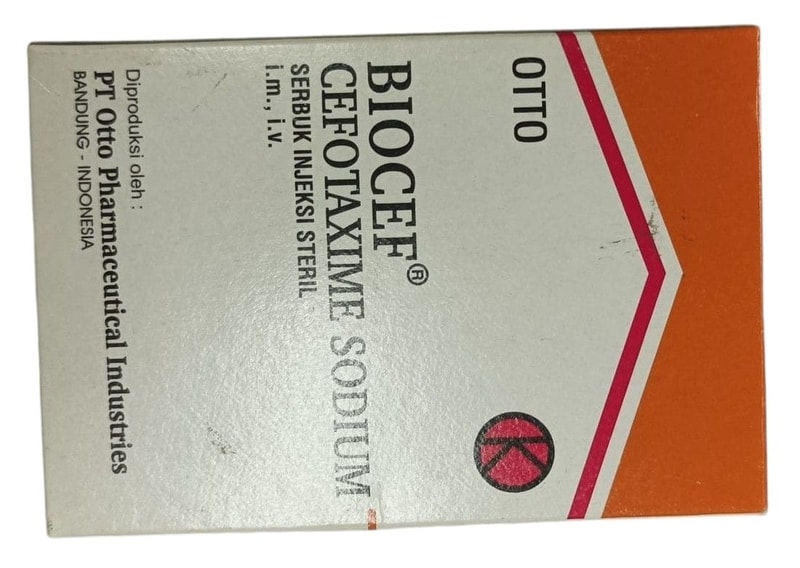 OTTO
BIOCEF®
CEFOTAXIME SODIUM
SERBUK INJEKSI STERIL
i.m., i.v.
K
Diproduksi oleh :
PT Otto Pharmaceutical Industries
BANDUNG - INDONESIA